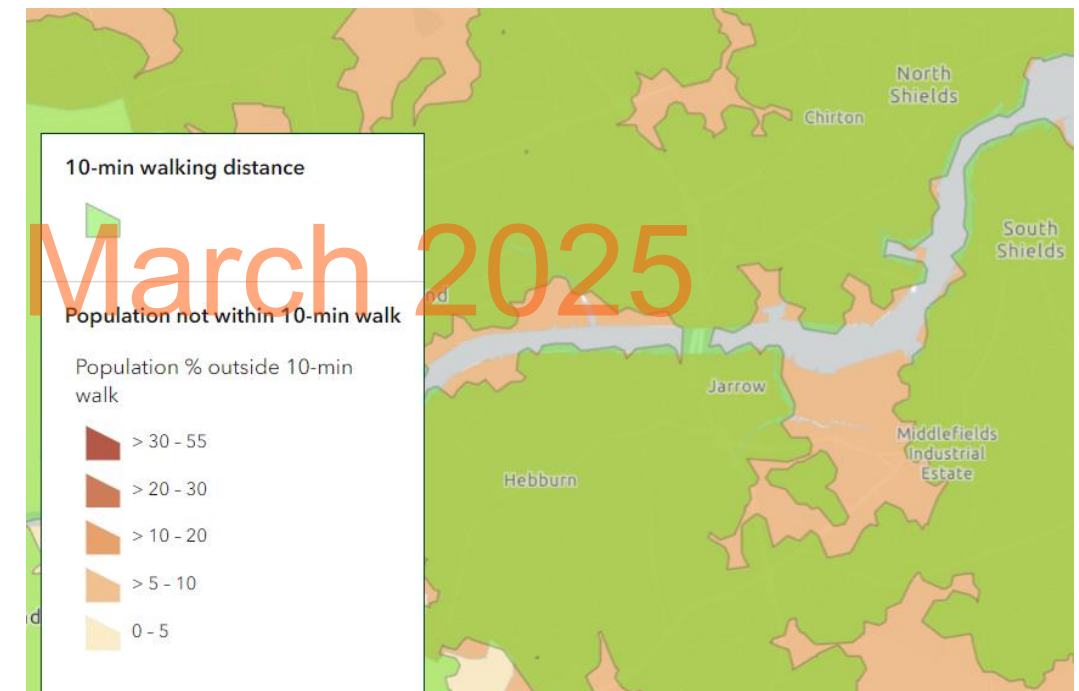 North
Shields
Chirton
10-min walking distance
South
Shields
March 2025
nd
Population not within 10-min walk
Population % outside 10-min
walk
Jarrow
> 30 - 55
Middlefields
Industrial
Estate
Hebburn
> 20 - 30
> 10 - 20
> 5 - 10
d
0 - 5